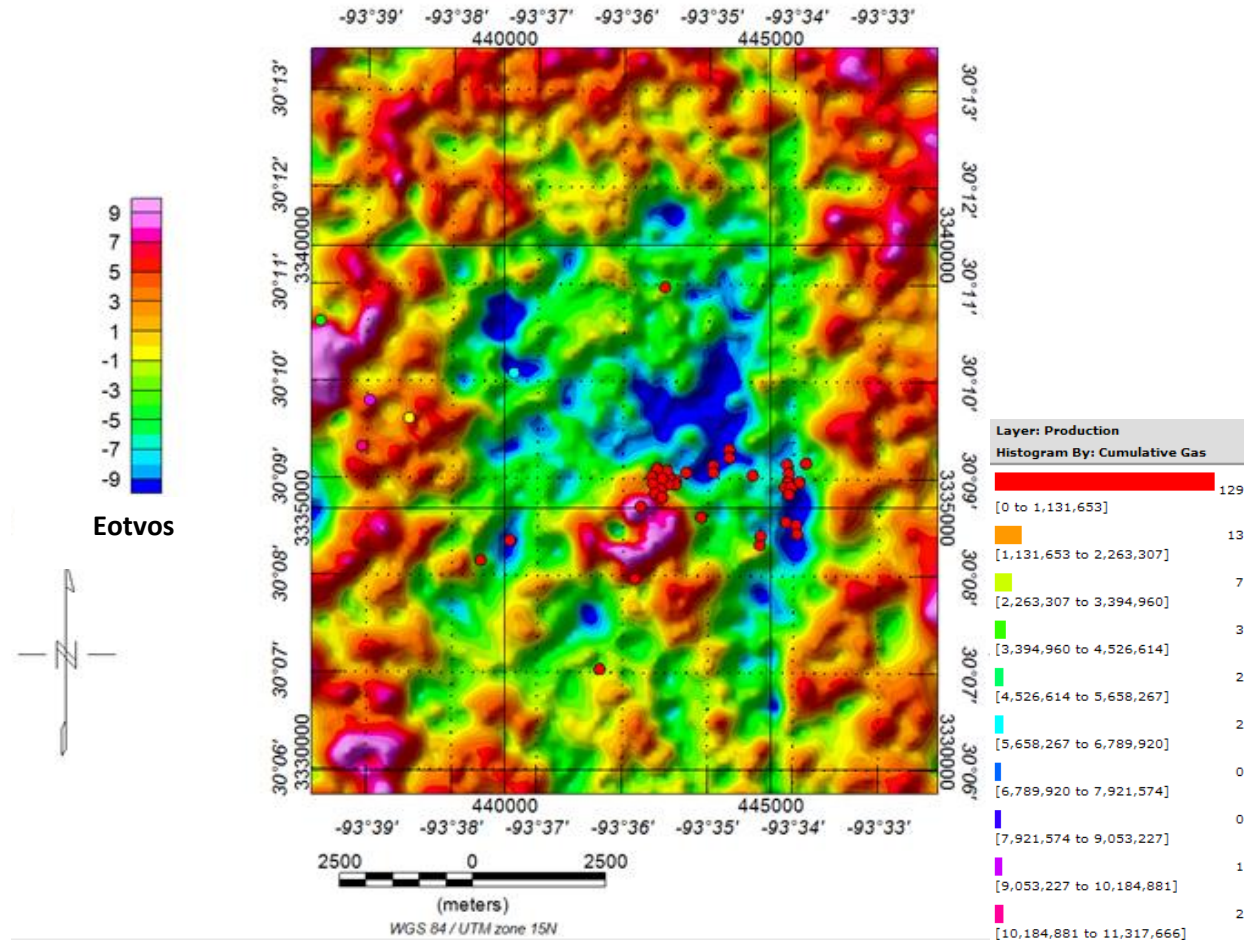 -93°39' -93°38' -93°37' -93°36' -93°35' -93°34' -93°33'
440000 445000
30°13' 30°13'
30°12' 30°12'
3340000 3340000
30°11' 30°11'
30°10' 30°10'
30°09' 30°09'
3335000 3335000
30°08' 30°08'
30°07' 30°07'
3330000 3330000
30°06' 30°06'
440000 445000
-93°39' -93°38' -93°37' -93°36' -93°35' -93°34' -93°33'
9
7
5
3
1
-1
-3
-5
-7
-9
Eotvos
N
2500 0 2500
(meters)
WGS 84 / UTM zone 15N
Layer: Production
Histogram By: Cumulative Gas
129
[0 to 1,131,653]
13
[1,131,653 to 2,263,307]
7
[2,263,307 to 3,394,960]
3
[3,394,960 to 4,526,614]
2
[4,526,614 to 5,658,267]
2
[5,658,267 to 6,789,920]
0
[6,789,920 to 7,921,574]
0
[7,921,574 to 9,053,227]
1
[9,053,227 to 10,184,881]
2
[10,184,881 to 11,317,666]